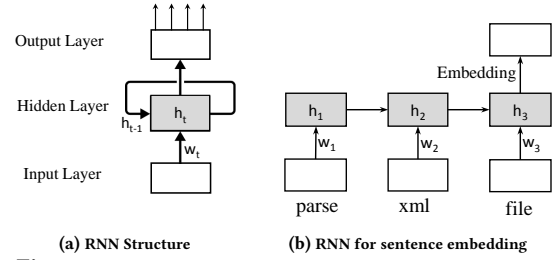 Output Layer
Hidden Layer
h_t
h_{t-1}
w_t
Input Layer
(a) RNN Structure
Embedding
h_1
h_2
h_3
w_1
w_2
w_3
parse
xml
file
(b) RNN for sentence embedding